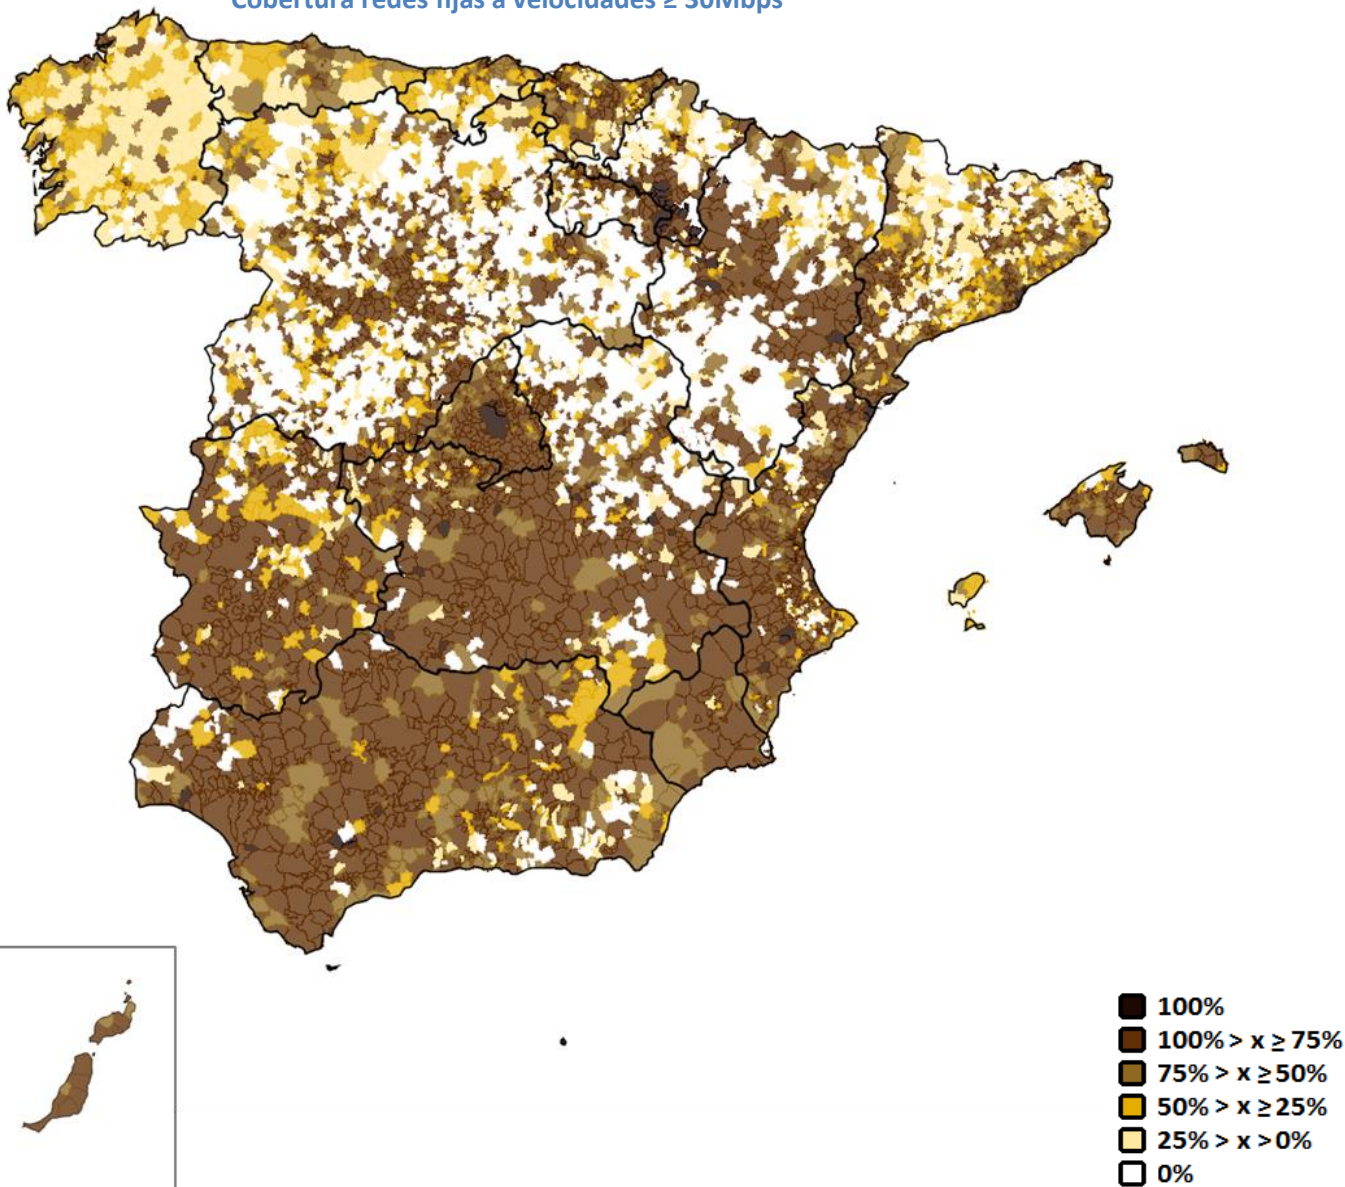 Cobertura redes fijas a velocidades ≥ 30Mbps
100%
100% > x ≥ 75%
75% > x ≥ 50%
50% > x ≥ 25%
25% > x > 0%
0%